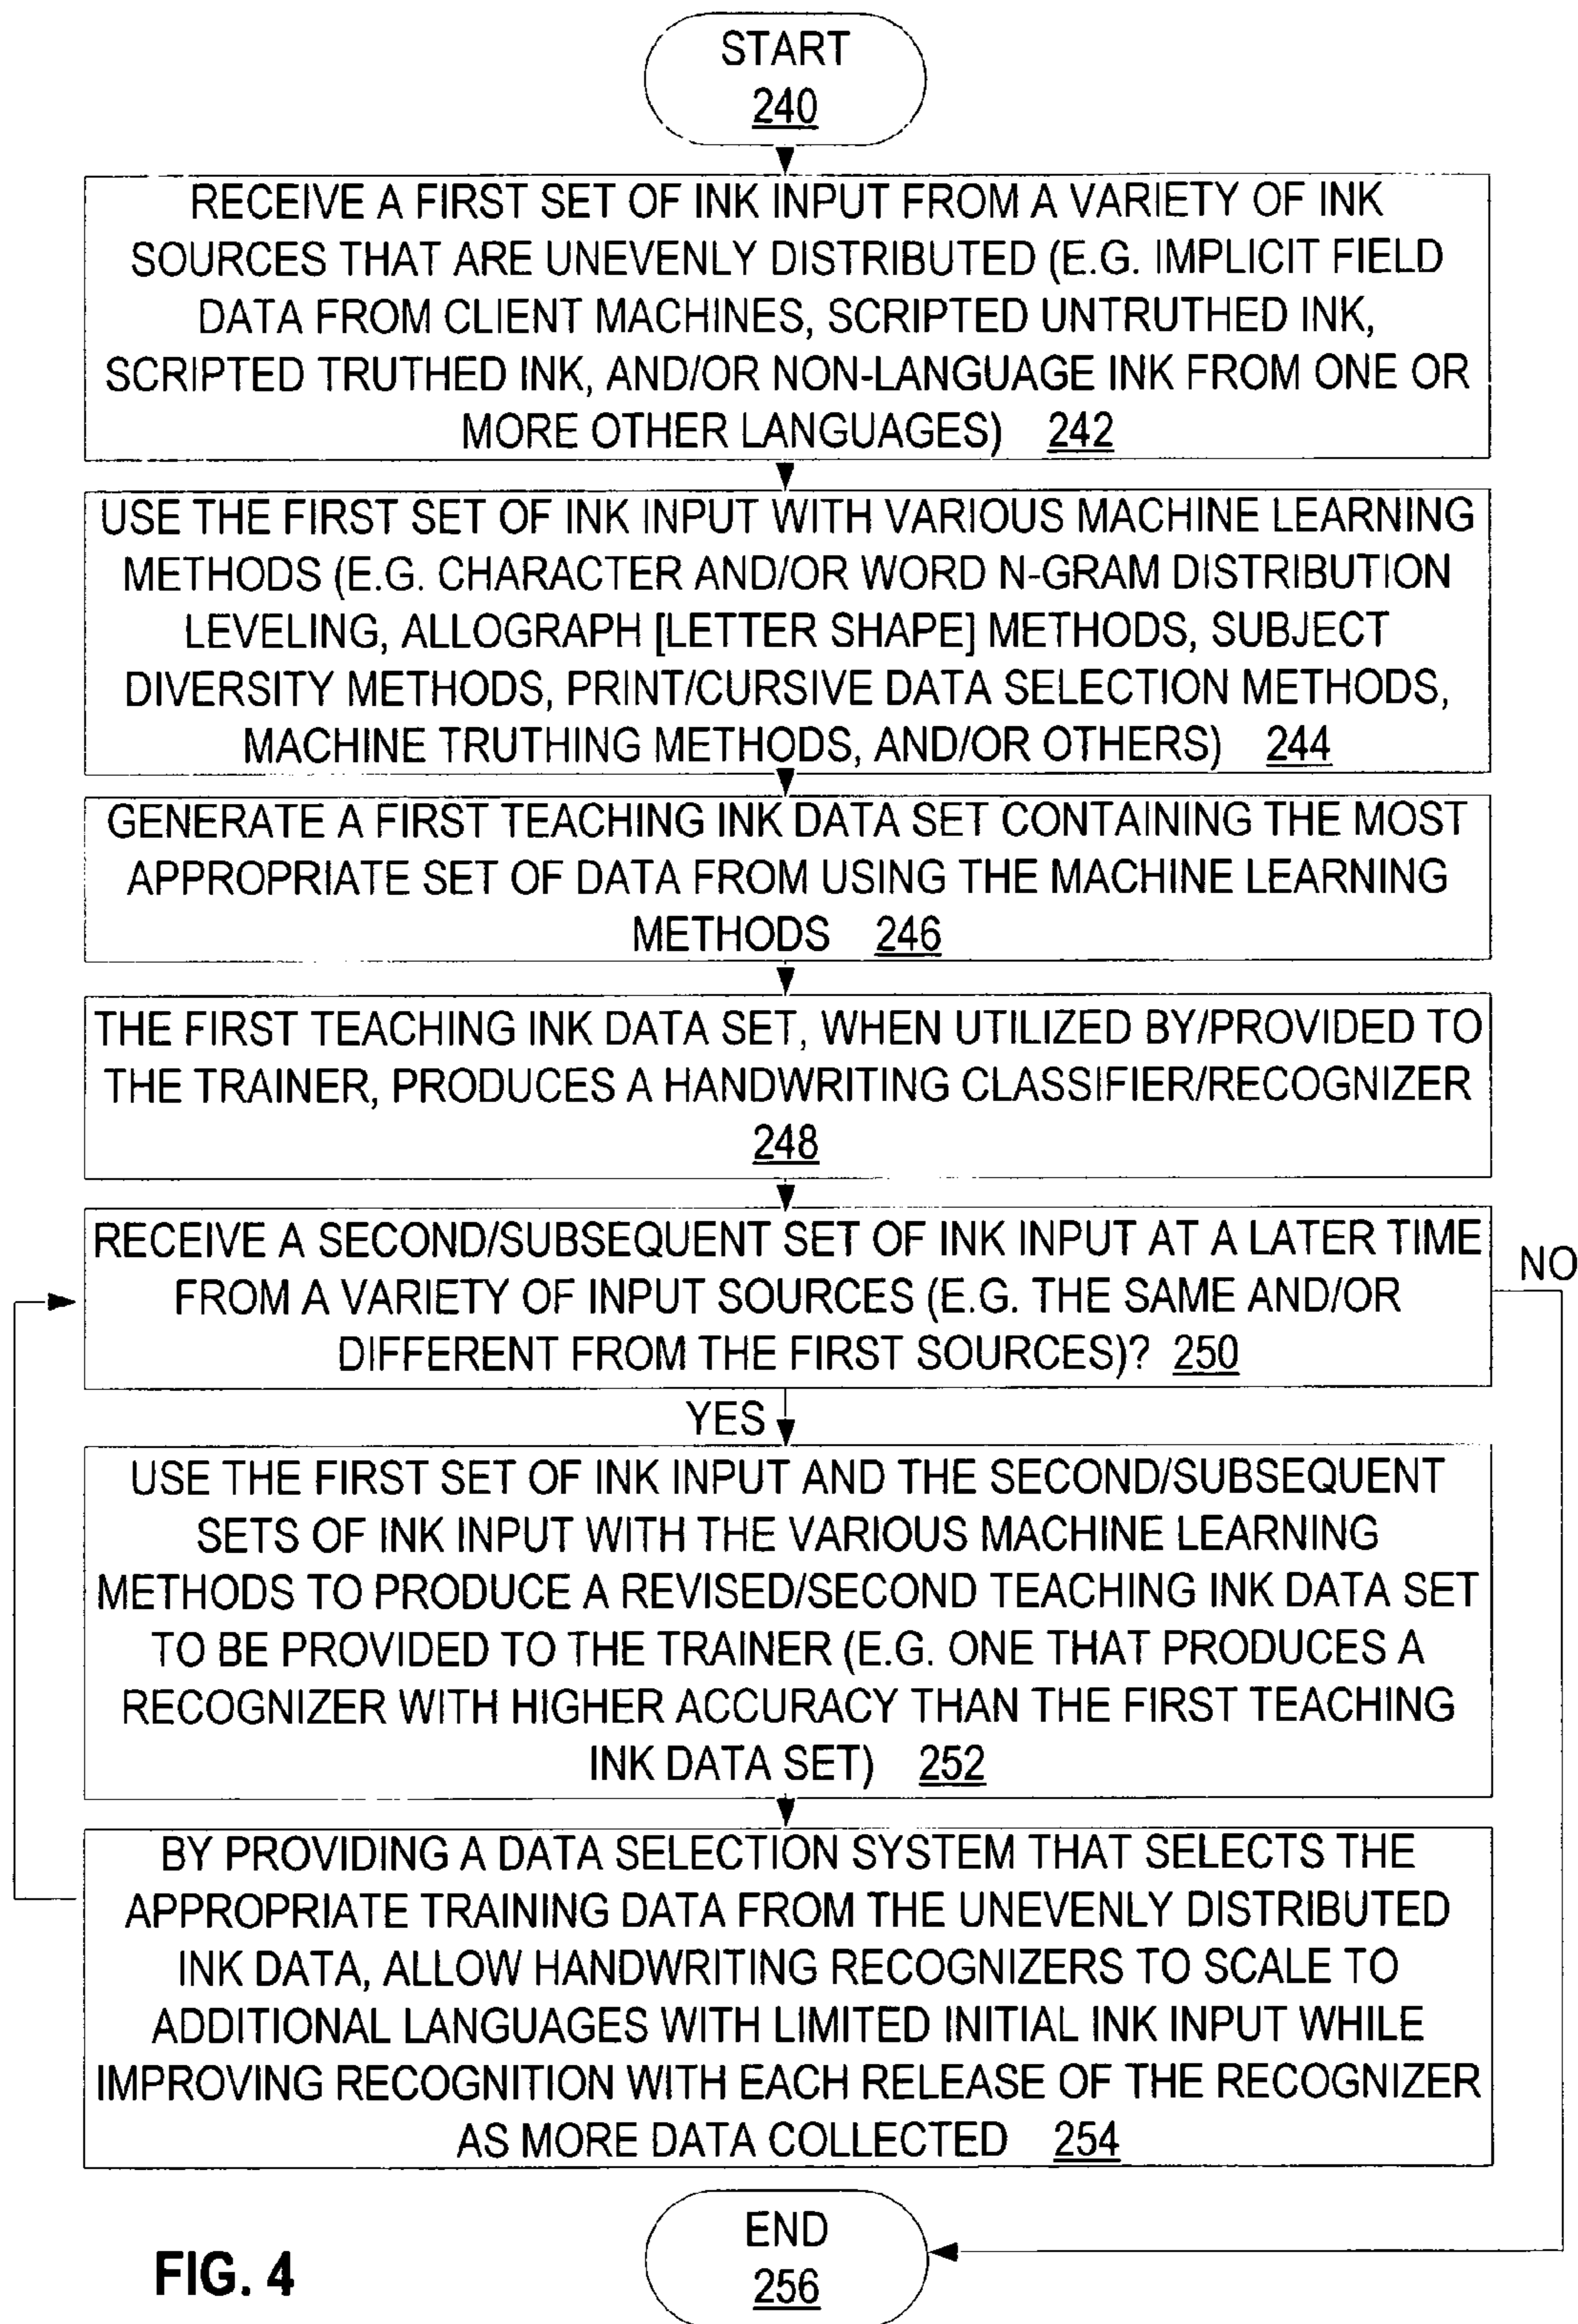 START
240
RECEIVE A FIRST SET OF INK INPUT FROM A VARIETY OF INK
SOURCES THAT ARE UNEVENLY DISTRIBUTED (E.G. IMPLICIT FIELD
DATA FROM CLIENT MACHINES, SCRIPTED UNTRUTHED INK,
SCRIPTED TRUTHED INK, AND/OR NON-LANGUAGE INK FROM ONE OR
MORE OTHER LANGUAGES) 242
USE THE FIRST SET OF INK INPUT WITH VARIOUS MACHINE LEARNING
METHODS (E.G. CHARACTER AND/OR WORD N-GRAM DISTRIBUTION
LEVELING, ALLOGRAPH [LETTER SHAPE] METHODS, SUBJECT
DIVERSITY METHODS, PRINT/CURSIVE DATA SELECTION METHODS,
MACHINE TRUTHING METHODS, AND/OR OTHERS) 244
GENERATE A FIRST TEACHING INK DATA SET CONTAINING THE MOST
APPROPRIATE SET OF DATA FROM USING THE MACHINE LEARNING
METHODS 246
THE FIRST TEACHING INK DATA SET, WHEN UTILIZED BY/PROVIDED TO
THE TRAINER, PRODUCES A HANDWRITING CLASSIFIER/RECOGNIZER
248
RECEIVE A SECOND/SUBSEQUENT SET OF INK INPUT AT A LATER TIME
FROM A VARIETY OF INPUT SOURCES (E.G. THE SAME AND/OR
DIFFERENT FROM THE FIRST SOURCES)? 250
NO
YES
USE THE FIRST SET OF INK INPUT AND THE SECOND/SUBSEQUENT
SETS OF INK INPUT WITH THE VARIOUS MACHINE LEARNING
METHODS TO PRODUCE A REVISED/SECOND TEACHING INK DATA SET
TO BE PROVIDED TO THE TRAINER (E.G. ONE THAT PRODUCES A
RECOGNIZER WITH HIGHER ACCURACY THAN THE FIRST TEACHING
INK DATA SET) 252
BY PROVIDING A DATA SELECTION SYSTEM THAT SELECTS THE
APPROPRIATE TRAINING DATA FROM THE UNEVENLY DISTRIBUTED
INK DATA, ALLOW HANDWRITING RECOGNIZERS TO SCALE TO
ADDITIONAL LANGUAGES WITH LIMITED INITIAL INK INPUT WHILE
IMPROVING RECOGNITION WITH EACH RELEASE OF THE RECOGNIZER
AS MORE DATA COLLECTED 254
END
256
FIG. 4